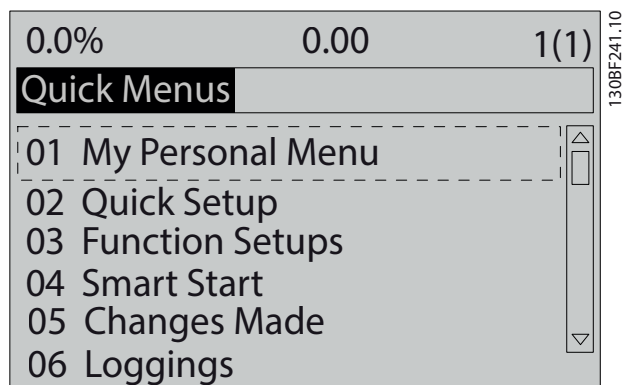 0.0% 0.00 1(1)
Quick Menus
01 My Personal Menu
02 Quick Setup
03 Function Setups
04 Smart Start
05 Changes Made
06 Loggings
130BF241.10